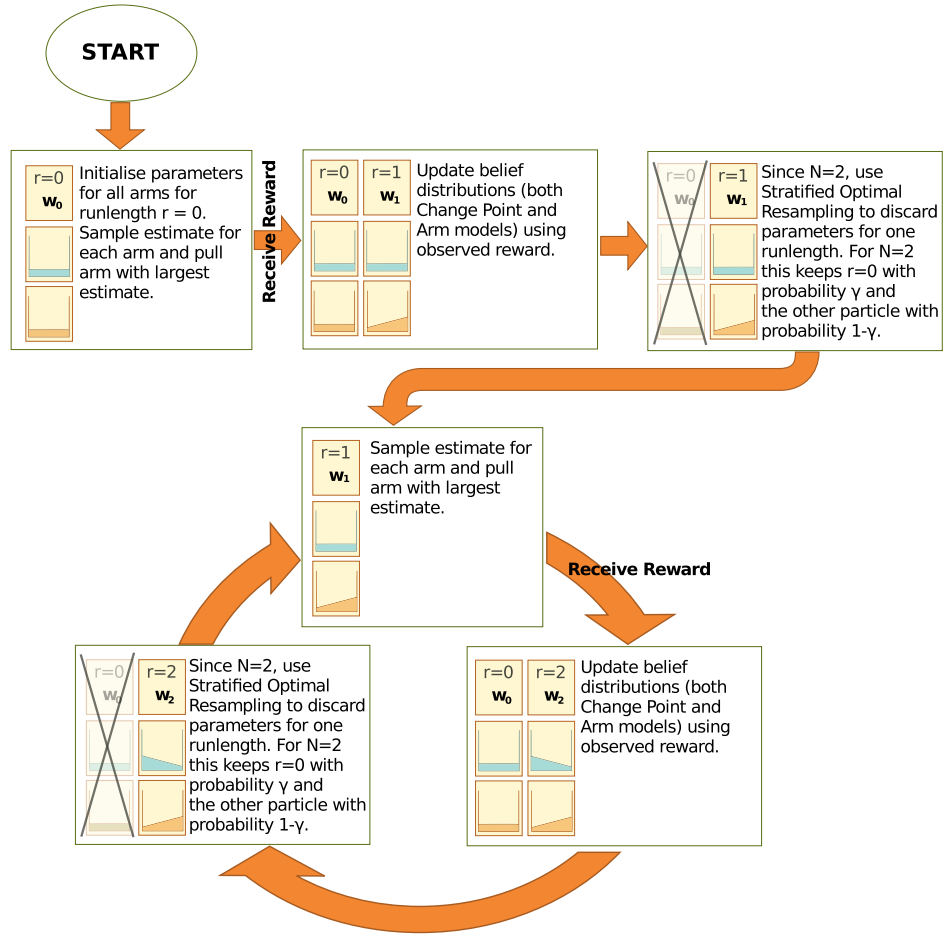 START
r=0
w0
Initialise parameters
for all arms for
runlength r = 0.
Sample estimate for
each arm and pull
arm with largest
estimate.
Receive Reward
r=0
w0
r=1
w1
Update belief
distributions (both
Change Point and
Arm models) using
observed reward.
r=0
w0
r=1
w1
Since N=2, use
Stratified Optimal
Resampling to discard
parameters for one
runlength. For N=2
this keeps r=0 with
probability γ and
the other particle with
probability 1-γ.
r=1
w1
Sample estimate for
each arm and pull
arm with largest
estimate.
Receive Reward
r=0
w0
r=2
w2
Update belief
distributions (both
Change Point and
Arm models) using
observed reward.
r=0
w0
r=2
w2
Since N=2, use
Stratified Optimal
Resampling to discard
parameters for one
runlength. For N=2
this keeps r=0 with
probability γ and
the other particle with
probability 1-γ.